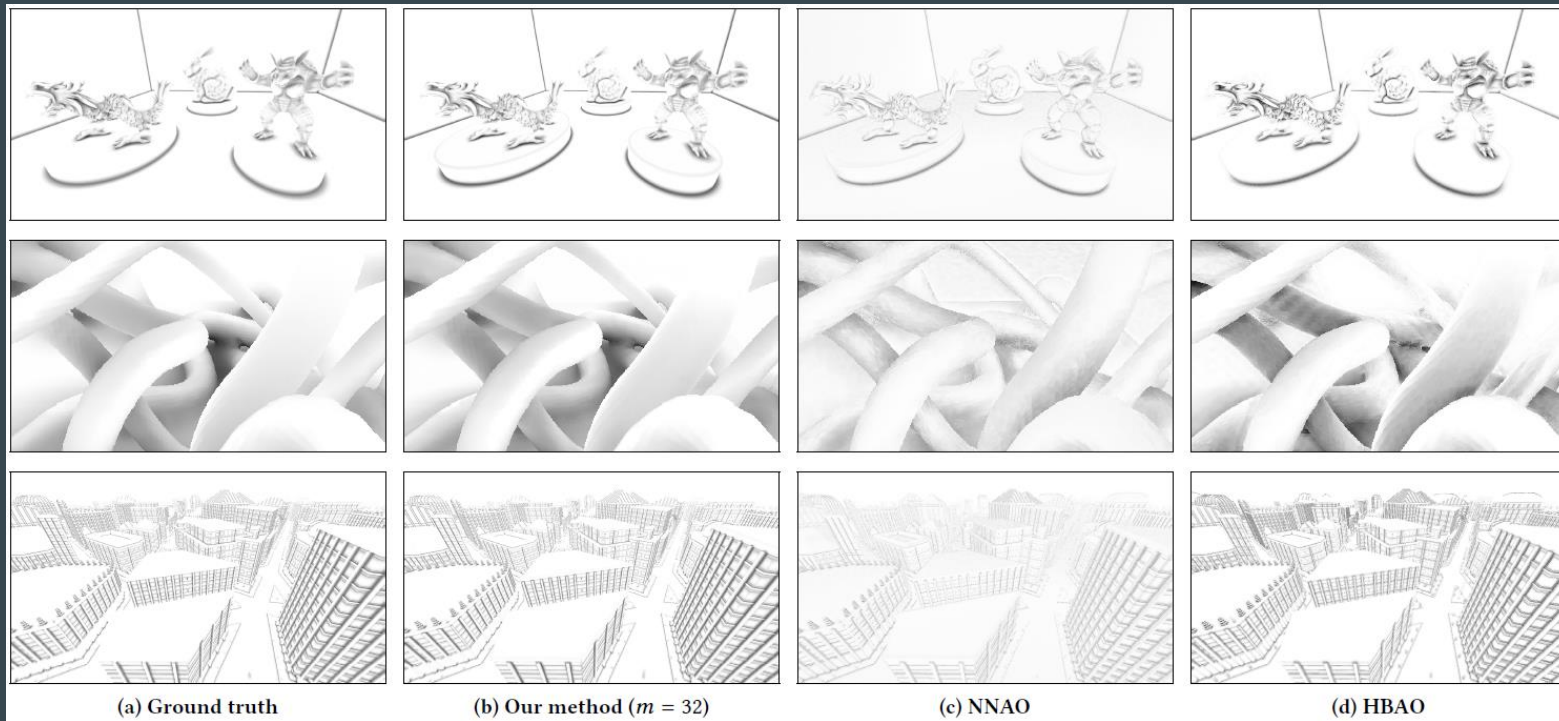 (a) Ground truth
(b) Our method (m = 32)
(c) NNAO
(d) HBAO